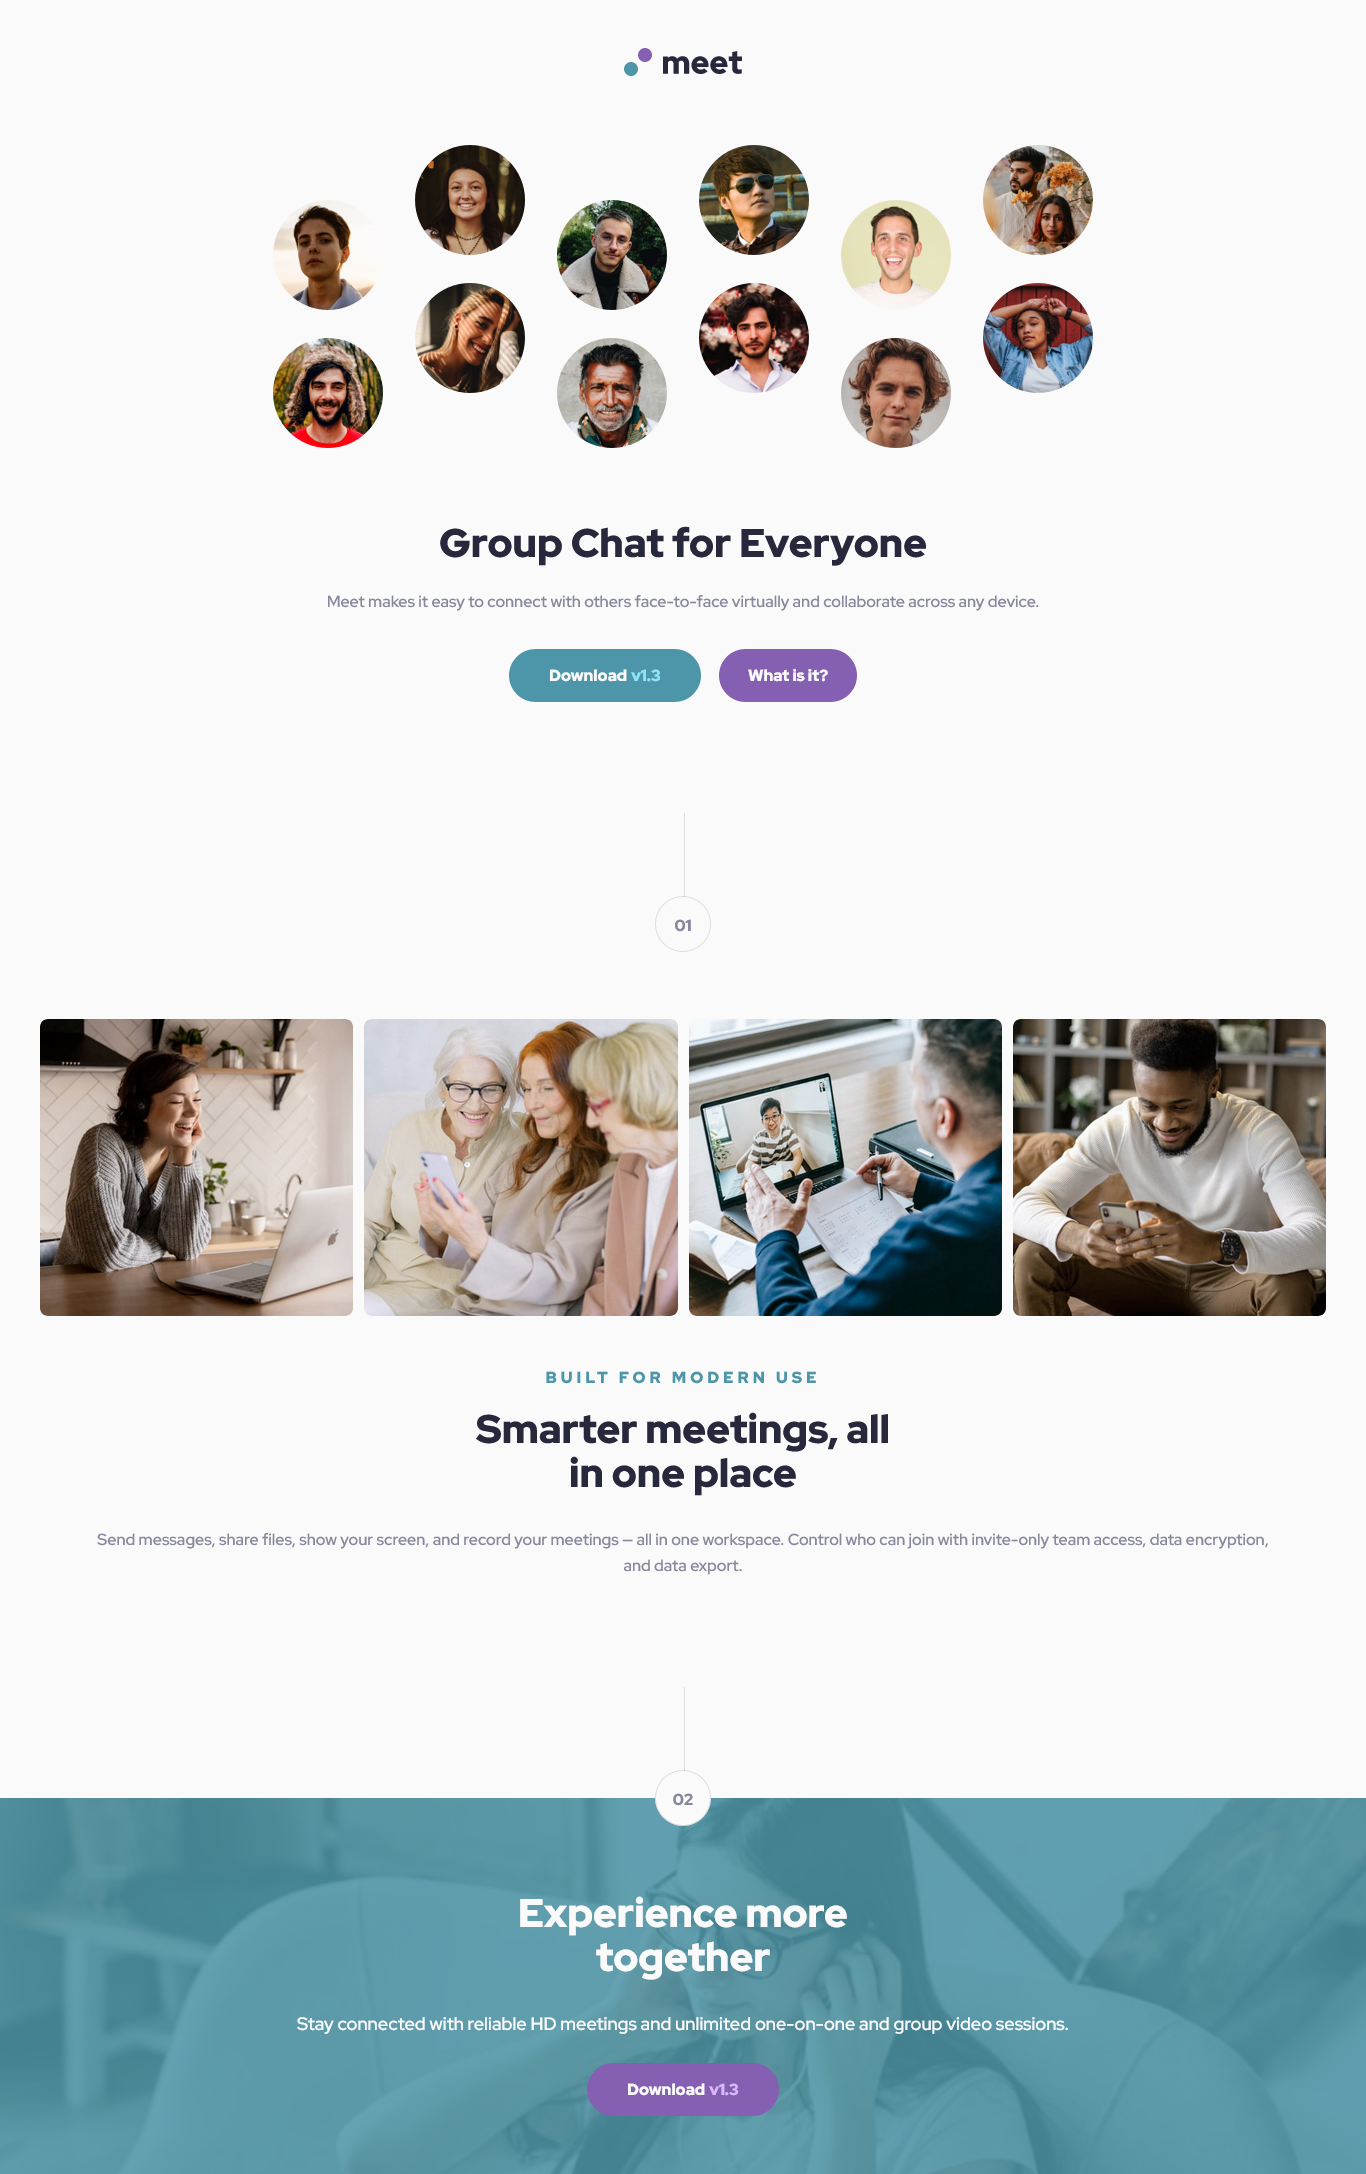 meet
Group Chat for Everyone
Meet makes it easy to connect with others face-to-face virtually and collaborate across any device.
Download v1.3
What is it?
01
BUILT FOR MODERN USE
Smarter meetings, all
in one place
Send messages, share files, show your screen, and record your meetings — all in one workspace. Control who can join with invite-only team access, data encryption,
and data export.
02
Experience more
together
Stay connected with reliable HD meetings and unlimited one-on-one and group video sessions.
Download v1.3